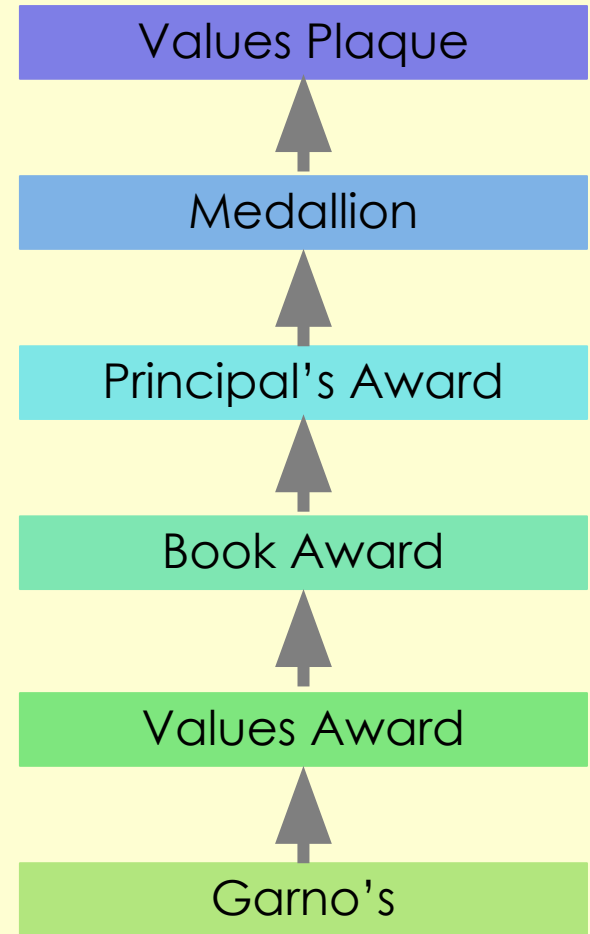 Values Plaque
Medallion
Principal’s Award
Book Award
Values Award
Garno’s